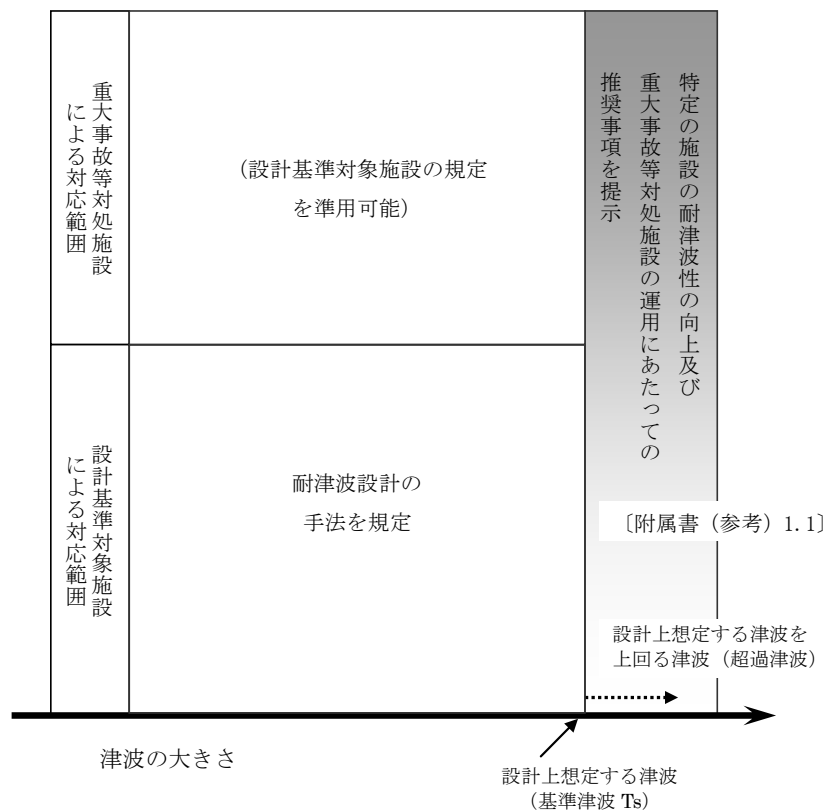 重大事故等対処施設
による対応範囲
(設計基準対象施設の規定
を準用可能)
特定の施設の耐津波性の向上及び
重大事故等対処施設の運用にあたっての
推奨事項を提示
設計基準対象施設
による対応範囲
耐津波設計の
手法を規定
〔附属書（参考）1.1〕
設計上想定する津波を
上回る津波（超過津波）
津波の大きさ
設計上想定する津波
（基準津波 Ts）